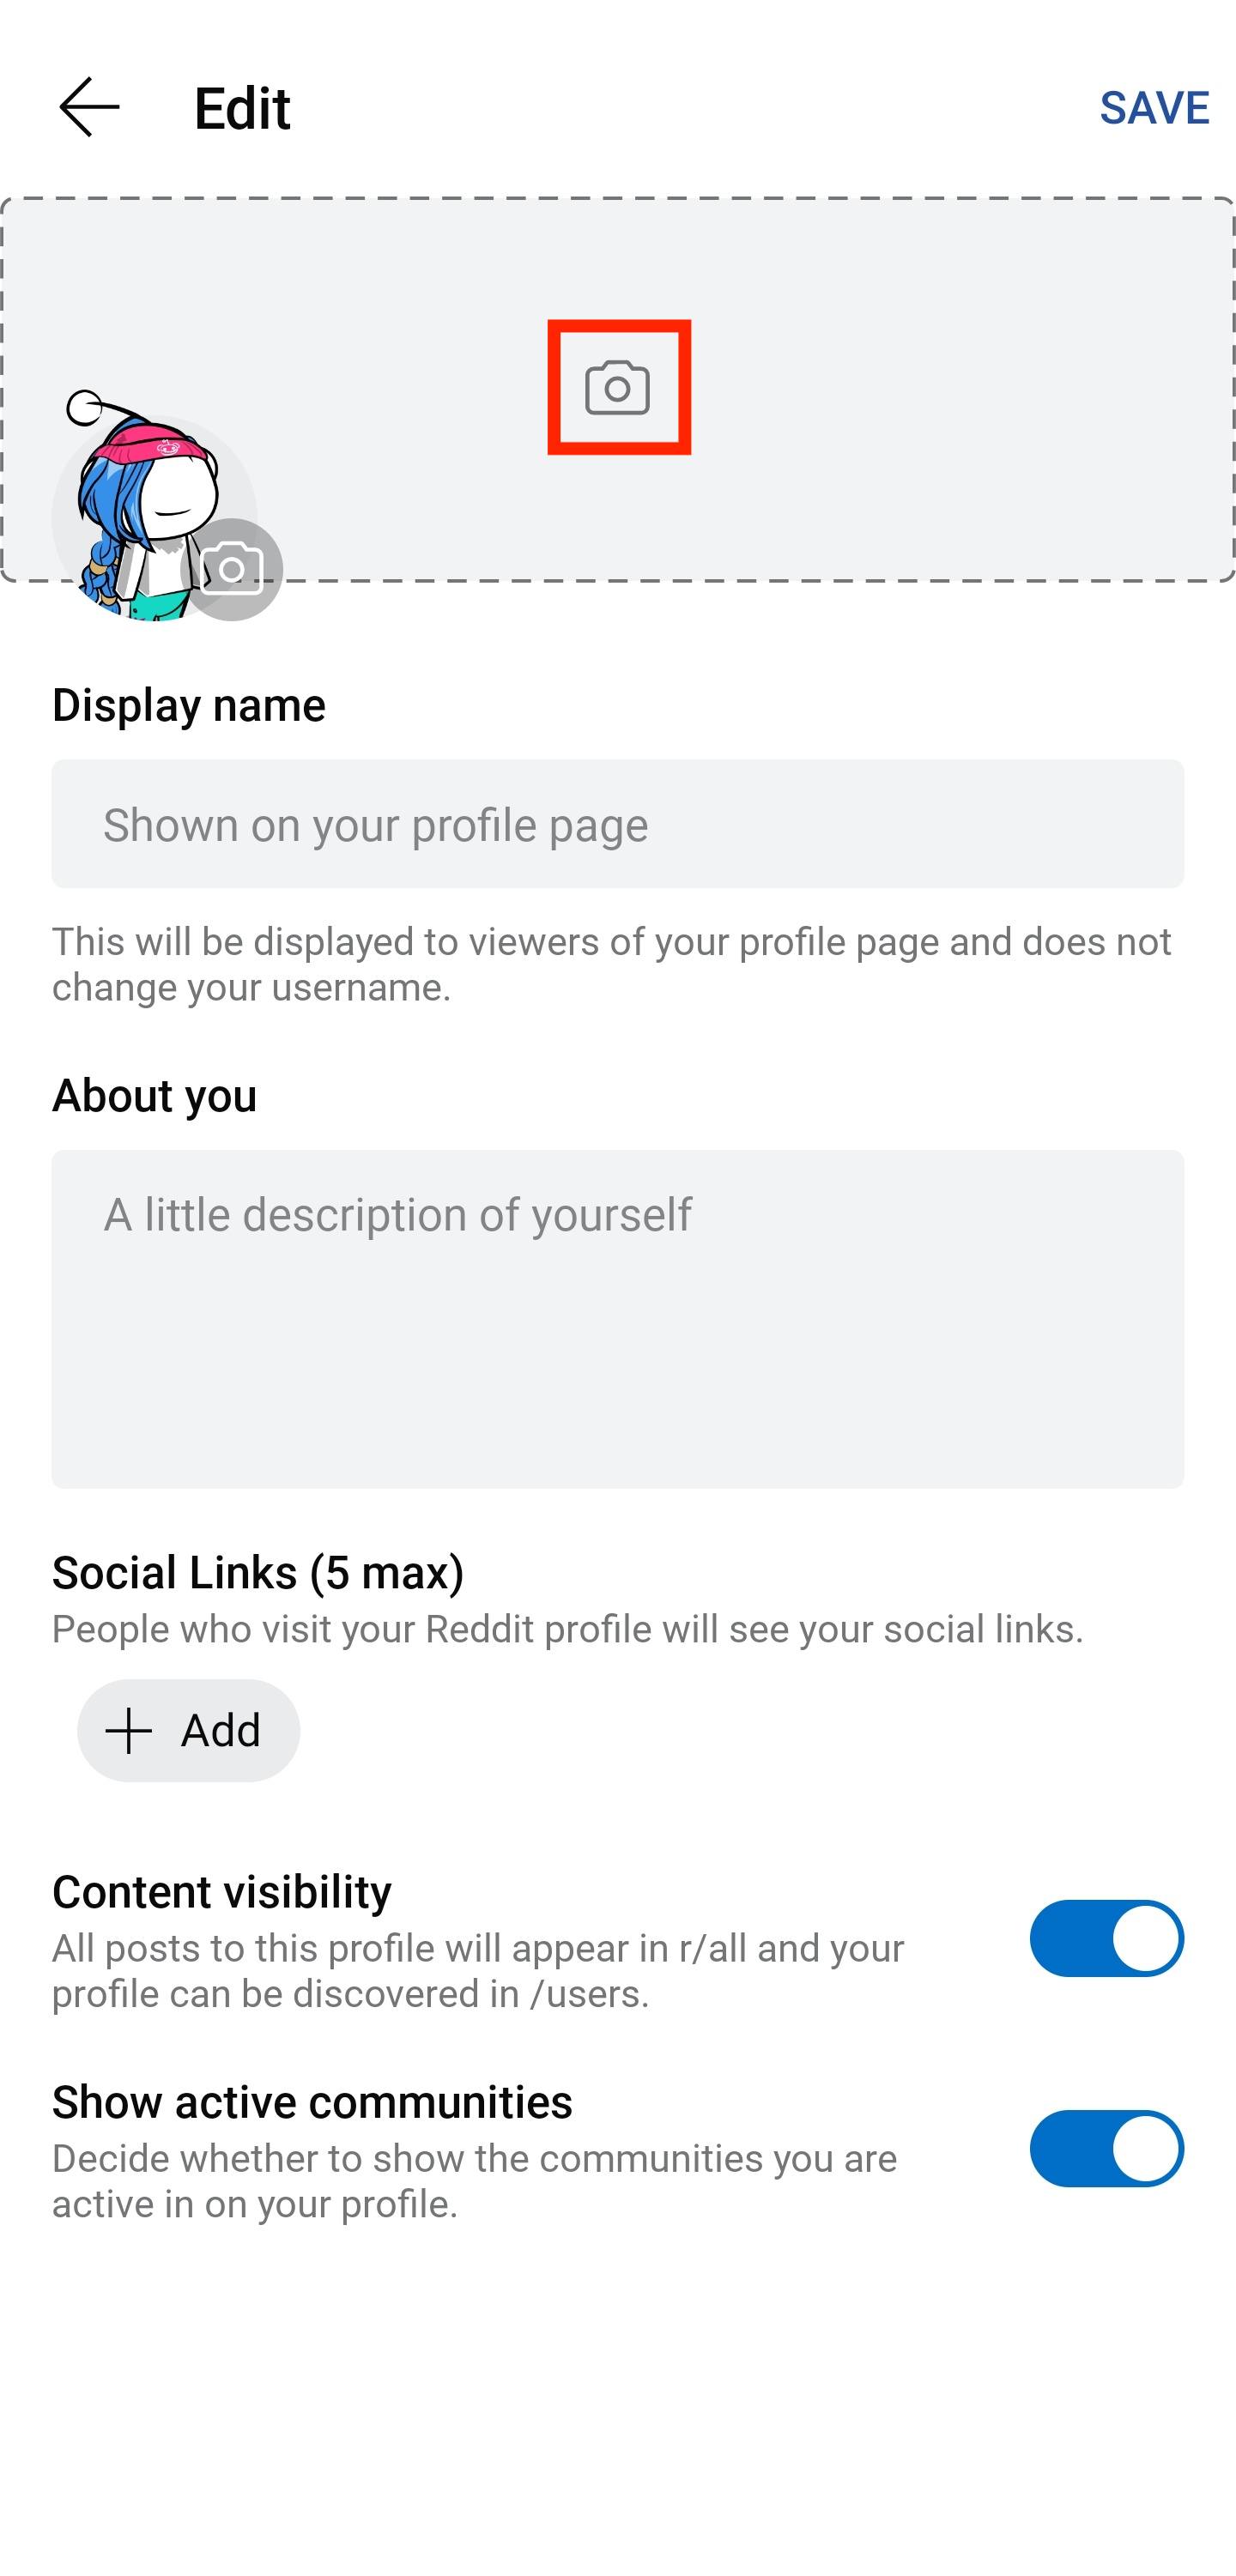 Edit
SAVE
Display name
Shown on your profile page
This will be displayed to viewers of your profile page and does not
change your username.
About you
A little description of yourself
Social Links (5 max)
People who visit your Reddit profile will see your social links.
Add
Content visibility
All posts to this profile will appear in r/all and your
profile can be discovered in /users.
Show active communities
Decide whether to show the communities you are
active in on your profile.